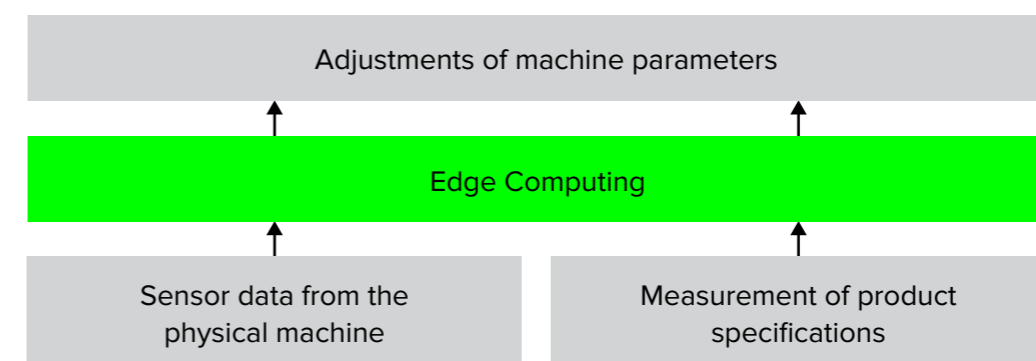 Adjustments of machine parameters
Edge Computing
Sensor data from the
physical machine
Measurement of product
specifications